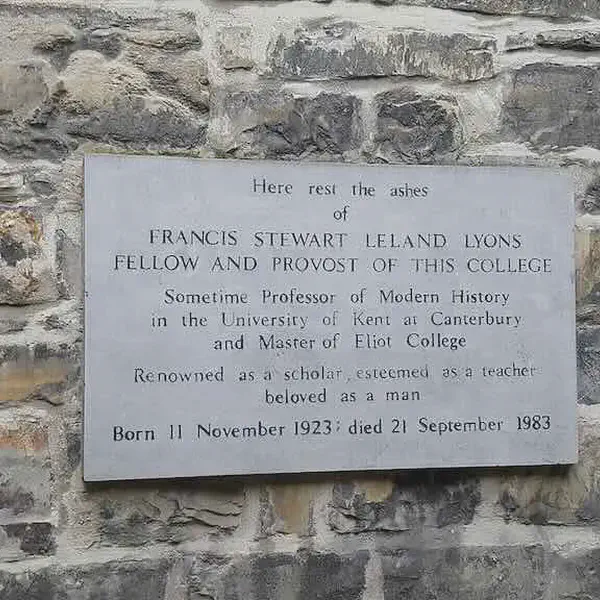 Here rest the ashes
of
FRANCIS STEWART LELAND LYONS
FELLOW AND PROVOST OF THIS COLLEGE
Sometime Professor of Modern History
in the University of Kent at Canterbury
and Master of Eliot College
Renowned as a scholar, esteemed as a teacher
beloved as a man
Born 11 November 1923; died 21 September 1983